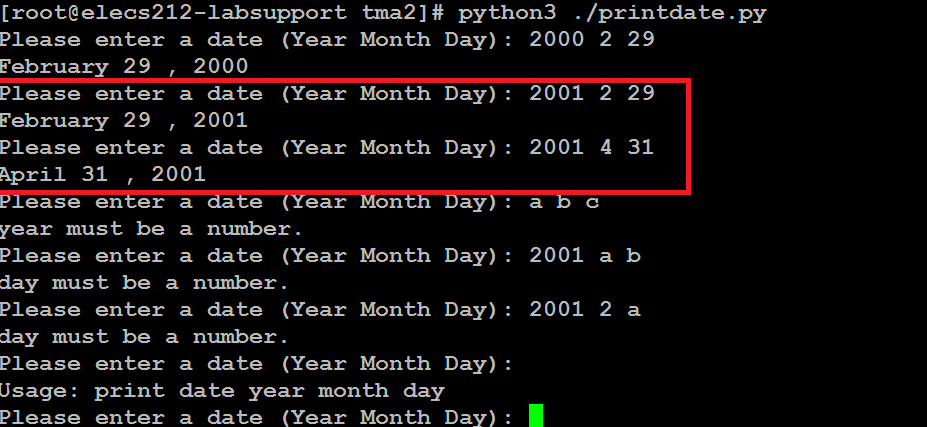 [root@elecs212-labsupport tma2]# python3 ./printdate.py
Please enter a date (Year Month Day): 2000 2 29
February 29 , 2000
Please enter a date (Year Month Day): 2001 2 29
February 29 , 2001
Please enter a date (Year Month Day): 2001 4 31
April 31 , 2001
Please enter a date (Year Month Day): a b c
year must be a number.
Please enter a date (Year Month Day): 2001 a b
day must be a number.
Please enter a date (Year Month Day): 2001 2 a
day must be a number.
Please enter a date (Year Month Day):
Usage: print date year month day
Please enter a date (Year Month Day):